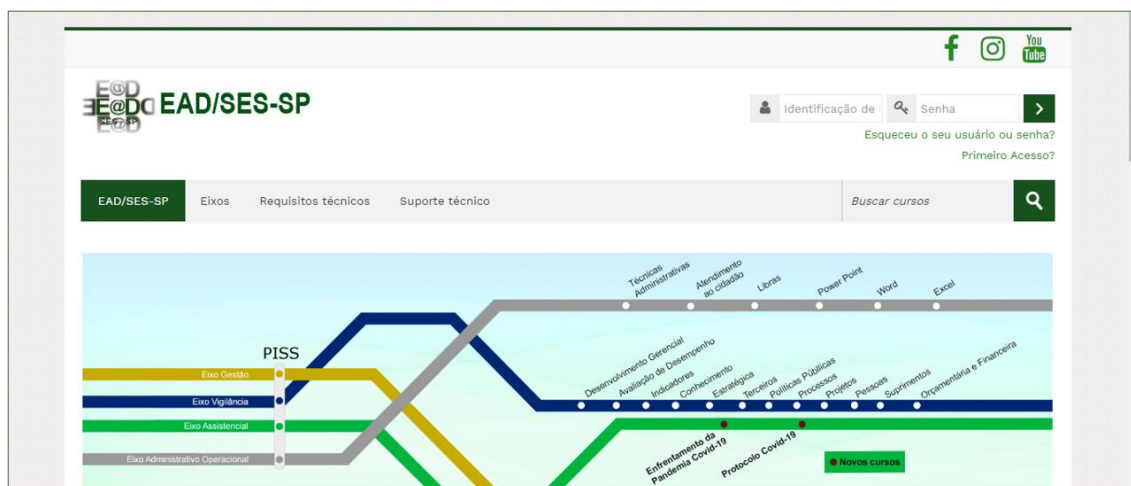 You
Tube
E@D
E@DC EAD/SES-SP
SES/SP
E@D
Identificação de
Senha
Esqueceu o seu usuário ou senha?
Primeiro Acesso?
EAD/SES-SP
Eixos
Requisitos técnicos
Suporte técnico
Buscar cursos
Técnicas
Administrativas
Atendimento
ao cidadão
Libras
Power Point
Word
Excel
PISS
Eixo Gestão
Eixo Vigilância
Eixo Assistencial
Eixo Administrativo Operacional
Desenvolvimento Gerencial
Avaliação de Desempenho
Indicadores
Conhecimento
Estratégica
Terceiros
Políticas Públicas
Processos
Projetos
Pessoas
Suprimentos
Orçamentária e Financeira
Enfrentamento da
Pandemia Covid-19
Protocolo Covid-19
Novos cursos